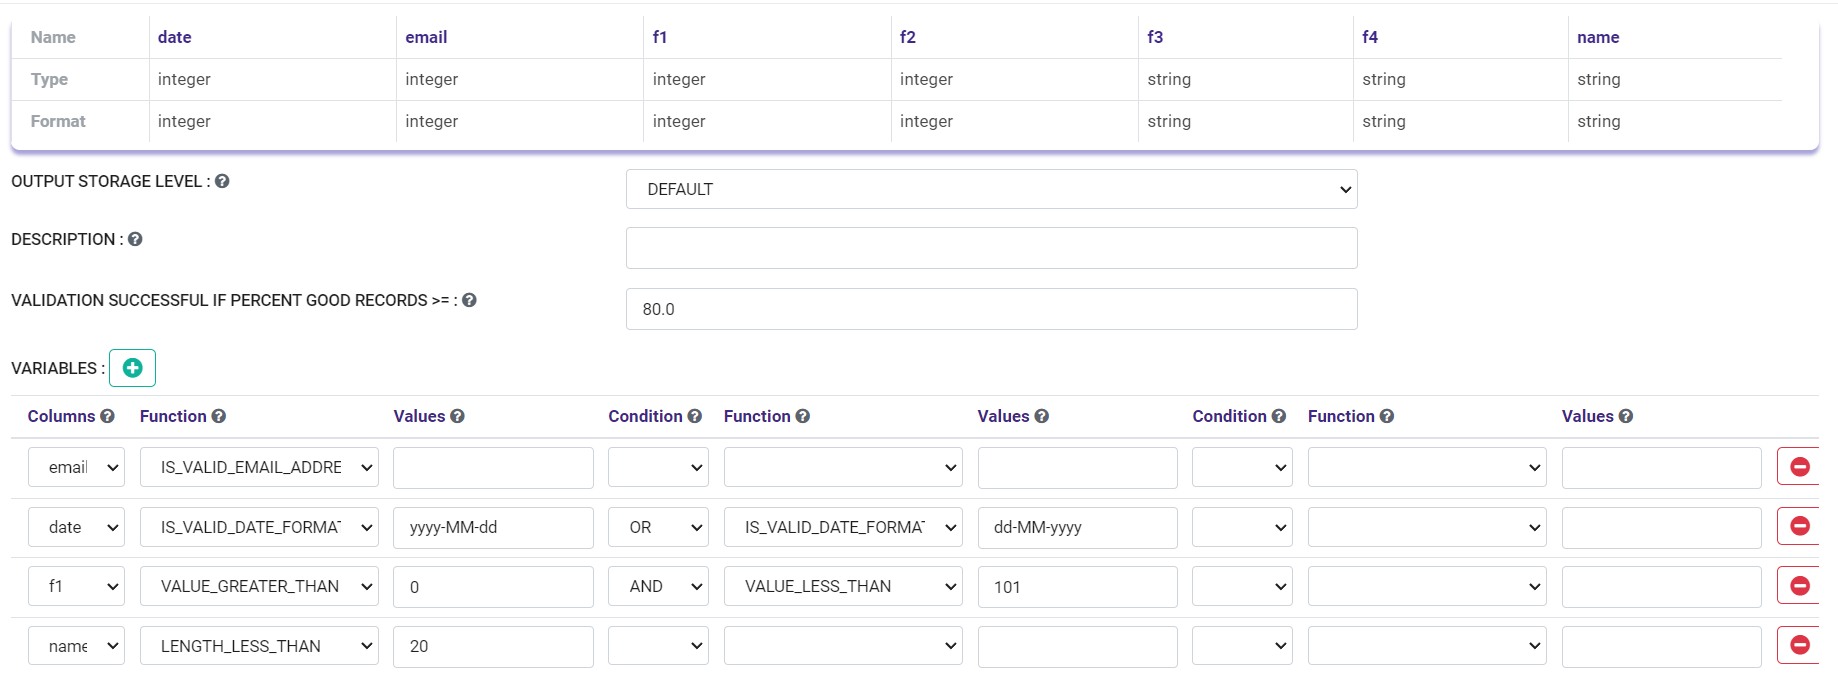 Name date email f1 f2 f3 f4 name
Type integer integer integer integer string string string
Format integer integer integer integer string string string
OUTPUT STORAGE LEVEL : DEFAULT
DESCRIPTION :
VALIDATION SUCCESSFUL IF PERCENT GOOD RECORDS >= : 80.0
VARIABLES :
Columns Function Values Condition Function Values Condition Function Values
email IS_VALID_EMAIL_ADDRE
date IS_VALID_DATE_FORMAT yyyy-MM-dd OR IS_VALID_DATE_FORMAT dd-MM-yyyy
f1 VALUE_GREATER_THAN 0 AND VALUE_LESS_THAN 101
name LENGTH_LESS_THAN 20